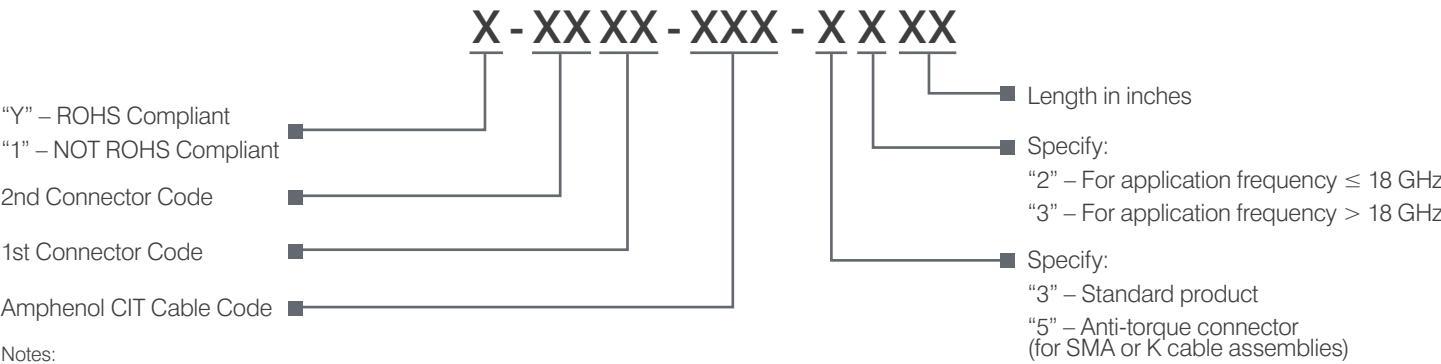 X - XX XX - XXX - X X XX
“Y” – ROHS Compliant
“1” – NOT ROHS Compliant
2nd Connector Code
1st Connector Code
Amphenol CIT Cable Code
Notes:
Length in inches
Specify:
“2” – For application frequency ≤ 18 GHz
“3” – For application frequency > 18 GHz
Specify:
“3” – Standard product
“5” – Anti-torque connector
(for SMA or K cable assemblies)